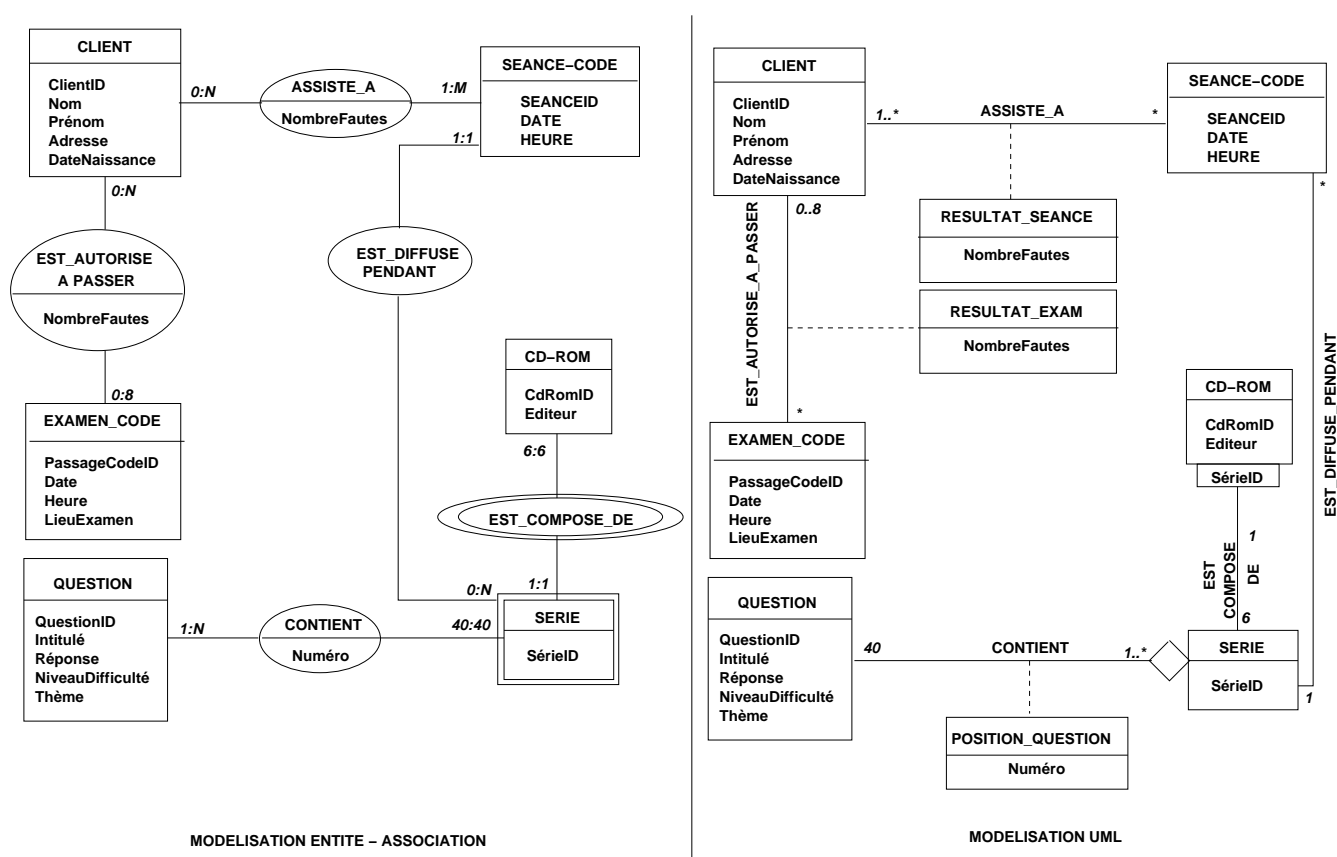 CLIENT
ClientID
Nom
Prénom
Adresse
DateNaissance
0:N
ASSISTE_A
NombreFautes
1:M
SEANCE−CODE
SEANCEID
DATE
HEURE
1:1
0:N
EST_AUTORISE
A PASSER
NombreFautes
0:8
EST_DIFFUSE
PENDANT
EXAMEN_CODE
PassageCodeID
Date
Heure
LieuExamen
CD−ROM
CdRomID
Editeur
6:6
EST_COMPOSE_DE
1:1
0:N
QUESTION
QuestionID
Intitulé
Réponse
NiveauDifficulté
Thème
1:N
CONTIENT
Numéro
40:40
SERIE
SérieID
MODELISATION ENTITE − ASSOCIATION
CLIENT
ClientID
Nom
Prénom
Adresse
DateNaissance
1..*
ASSISTE_A
*
SEANCE−CODE
SEANCEID
DATE
HEURE
*
0..8
EST_AUTORISE_A_PASSER
RESULTAT_SEANCE
NombreFautes
RESULTAT_EXAM
NombreFautes
EST_DIFFUSE_PENDANT
*
EXAMEN_CODE
PassageCodeID
Date
Heure
LieuExamen
CD−ROM
CdRomID
Editeur
SérieID
1
EST
COMPOSE
DE
6
QUESTION
QuestionID
Intitulé
Réponse
NiveauDifficulté
Thème
40
CONTIENT
1..*
SERIE
SérieID
1
POSITION_QUESTION
Numéro
MODELISATION UML